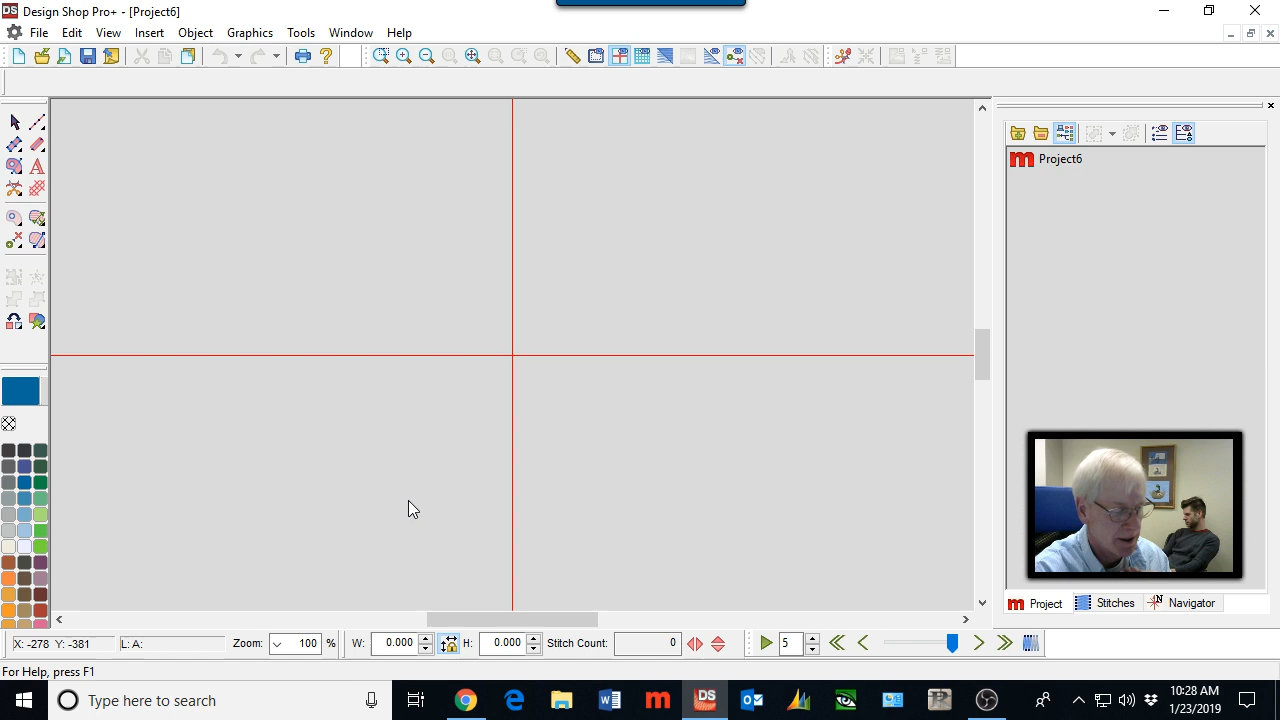 DS Design Shop Pro+ - [Project6]
File Edit View Insert Object Graphics Tools Window Help
m Project6
A
X: -278 Y: -381 L: A: Zoom: 100 % W: 0.000 H: 0.000 Stitch Count: 0 5
m Project Stitches N Navigator
For Help, press F1
Type here to search
W m DS
10:28 AM
1/23/2019